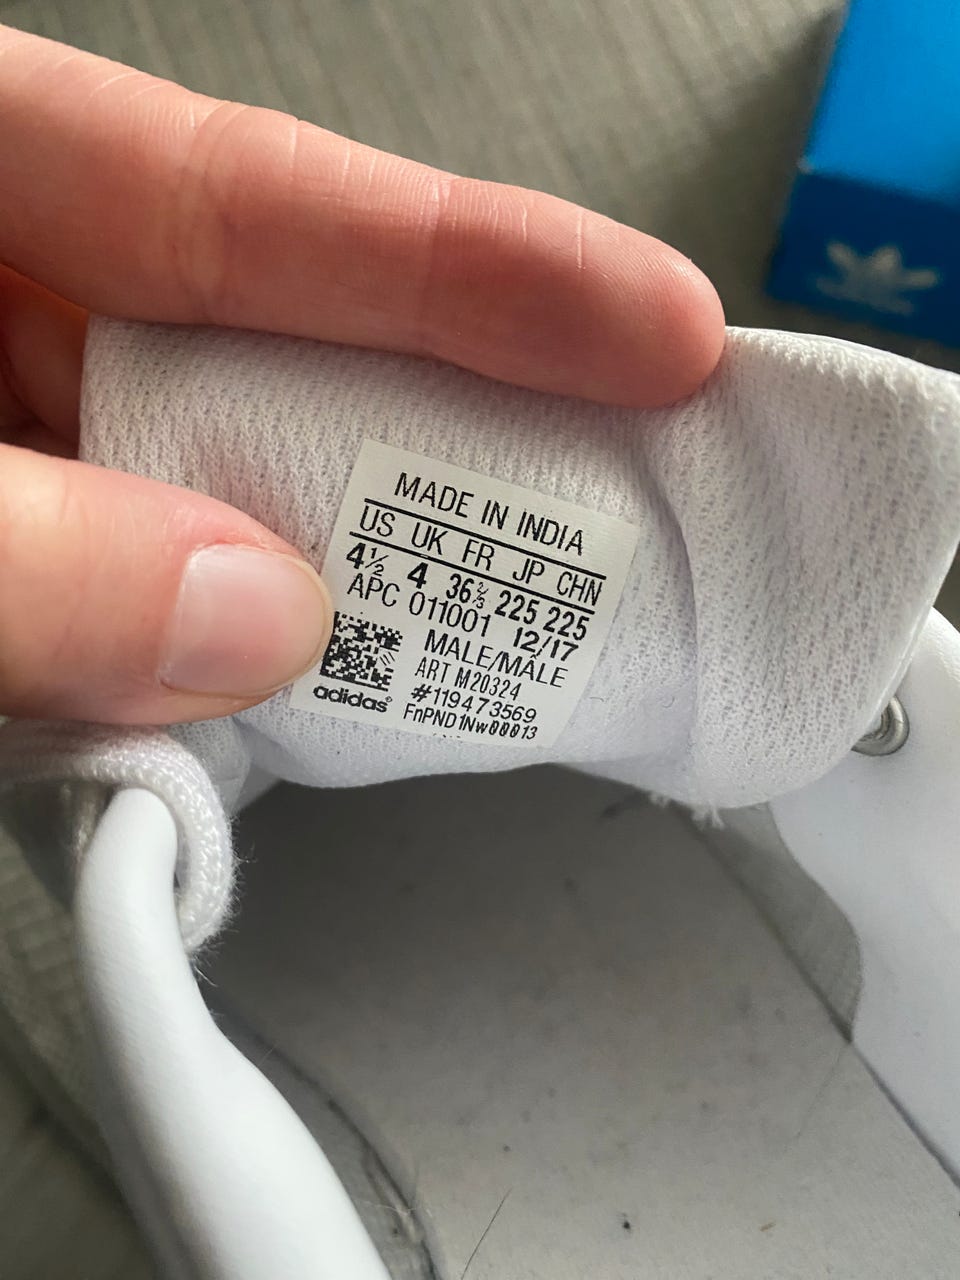 MADE IN INDIA
US UK FR JP CHN
4½ 4 36⅔ 225 225
APC 011001 12/17
MALE/MÂLE
ART M20324
#119473569
FnPND1Nw00013
adidas®